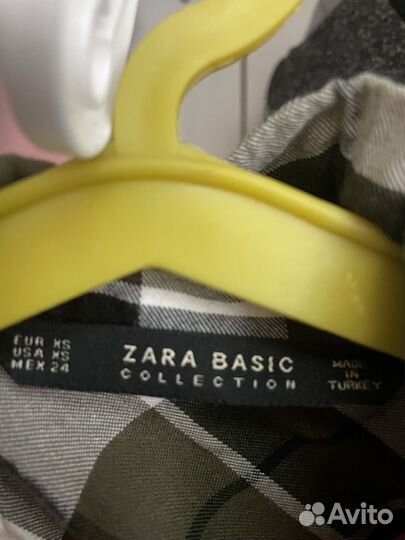 EUR XS
USA XS
MEX 24
ZARA BASIC
COLLECTION
MADE
IN
TURKEY
Avito